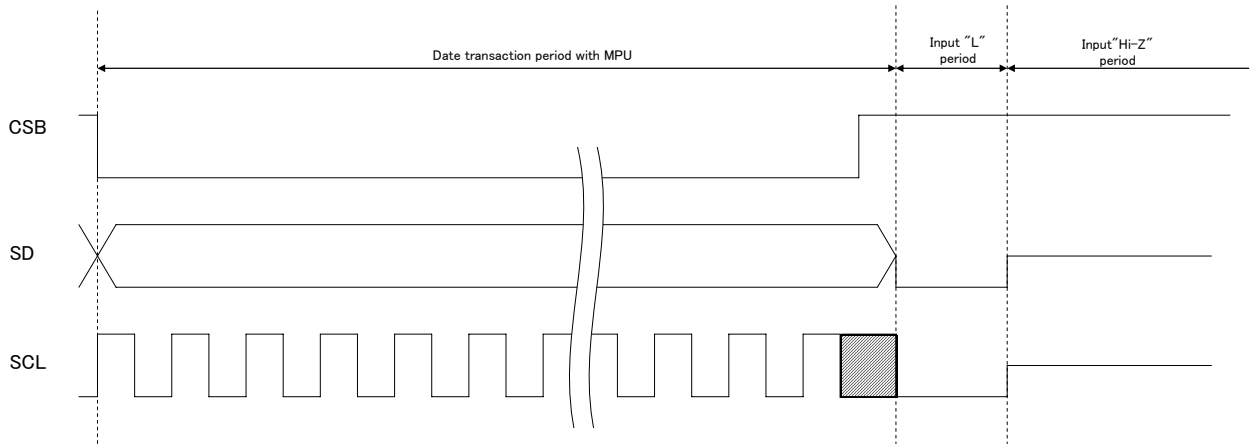 Date transaction period with MPU
Input "L"
period
Input"Hi-Z"
period
CSB
SD
SCL